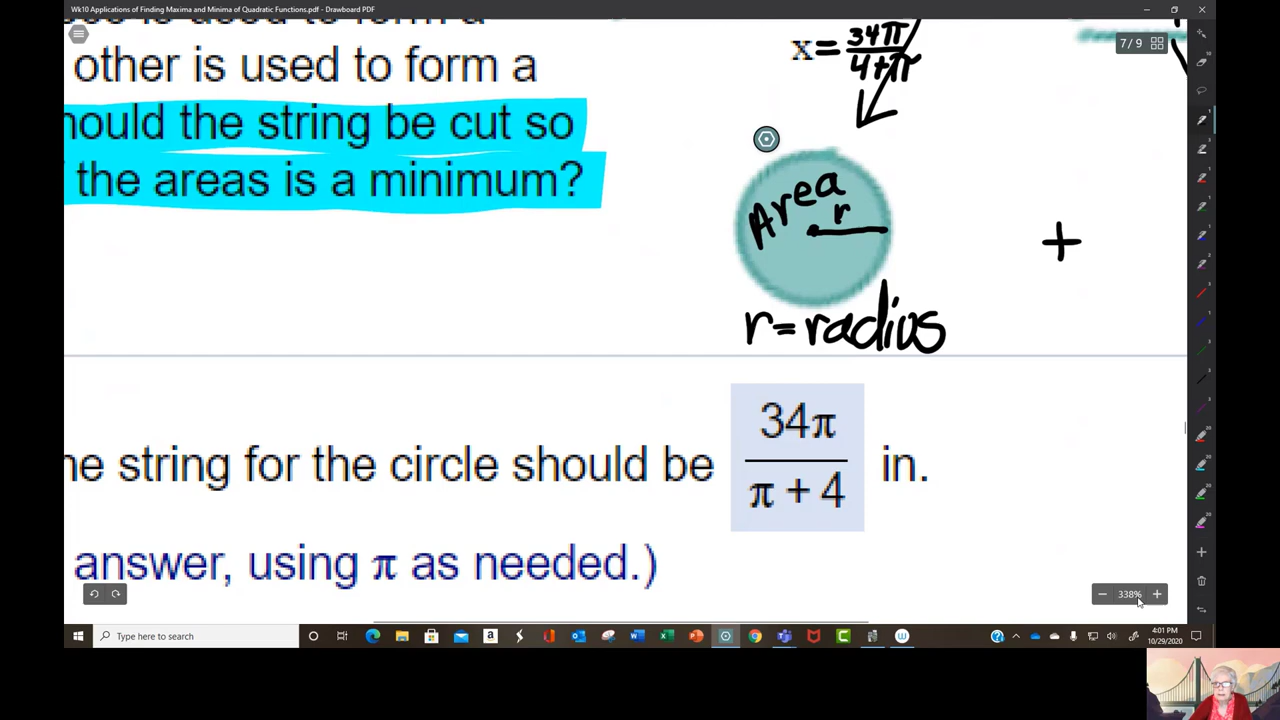 Wk10 Applications of Finding Maxima and Minima of Quadratic Functions.pdf - Drawboard PDF
7 / 9
other is used to form a
hould the string be cut so
the areas is a minimum?
x = 34π
4+π
Area
r
+
r = radius
34π
he string for the circle should be in.
π + 4
answer, using π as needed.)
338%
Type here to search
4:01 PM
10/29/2020